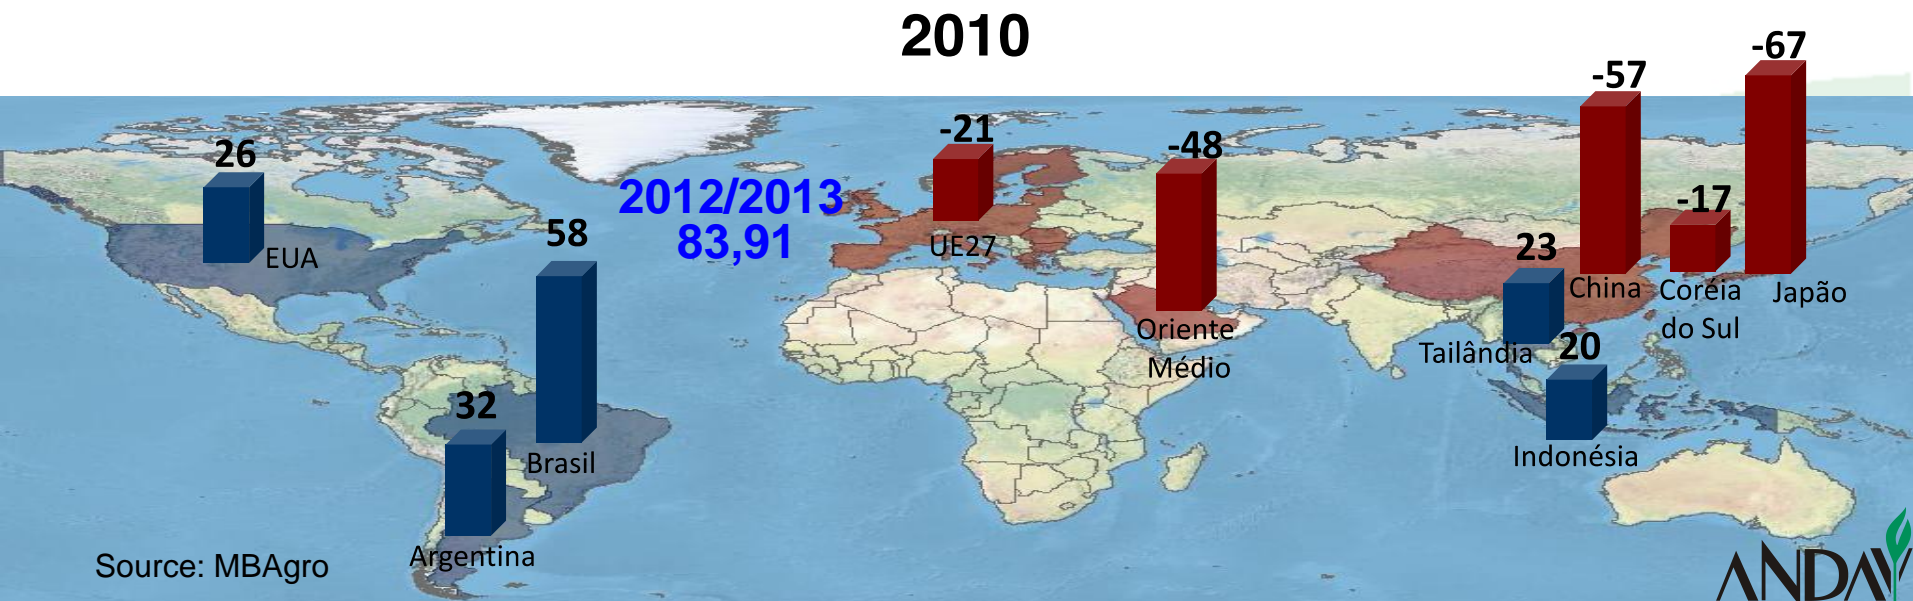 2010
-67
-57
-21
-48
26
2012/2013
83,91
-17
58
23
EUA
UE27
China
Coréia
do Sul
Japão
Oriente
Médio
Tailândia
20
32
Brasil
Indonésia
Argentina
Source: MBAgro
ANDAV